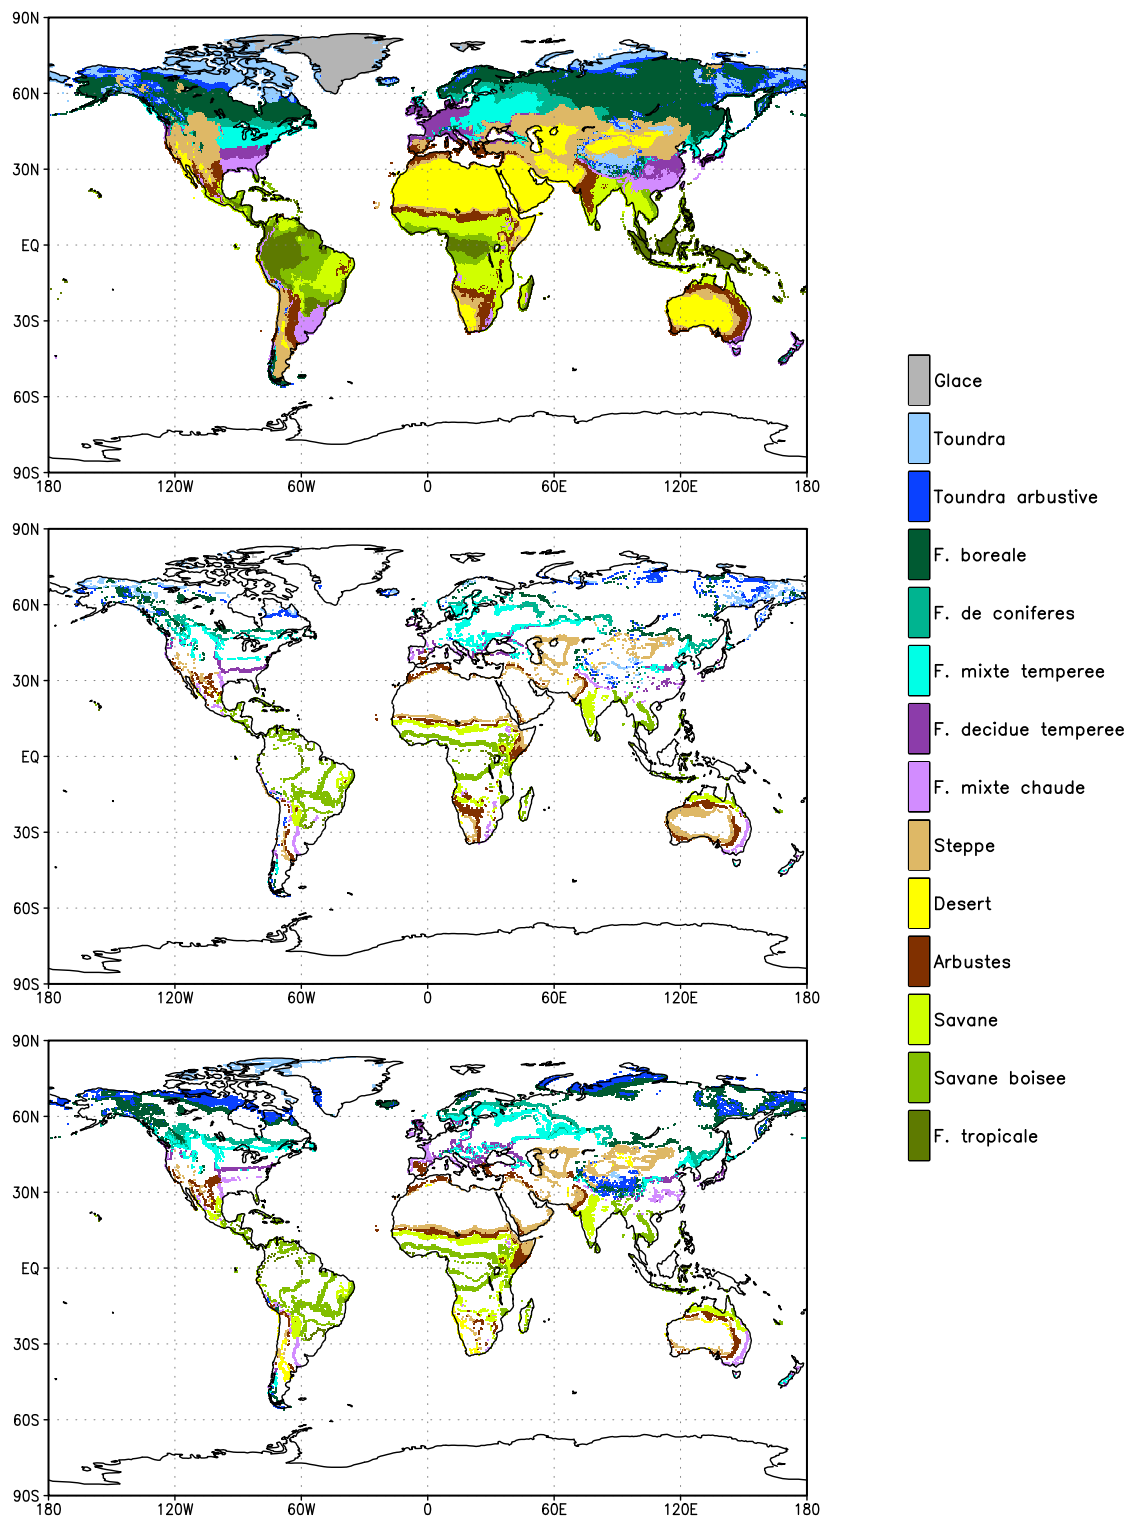 90N
60N
30N
EQ
30S
60S
90S
180 120W 60W 0 60E 120E 180
90N
60N
30N
EQ
30S
60S
90S
180 120W 60W 0 60E 120E 180
90N
60N
30N
EQ
30S
60S
90S
180 120W 60W 0 60E 120E 180
Glace
Toundra
Toundra arbustive
F. boreale
F. de coniferes
F. mixte temperee
F. decidue temperee
F. mixte chaude
Steppe
Desert
Arbustes
Savane
Savane boisee
F. tropicale